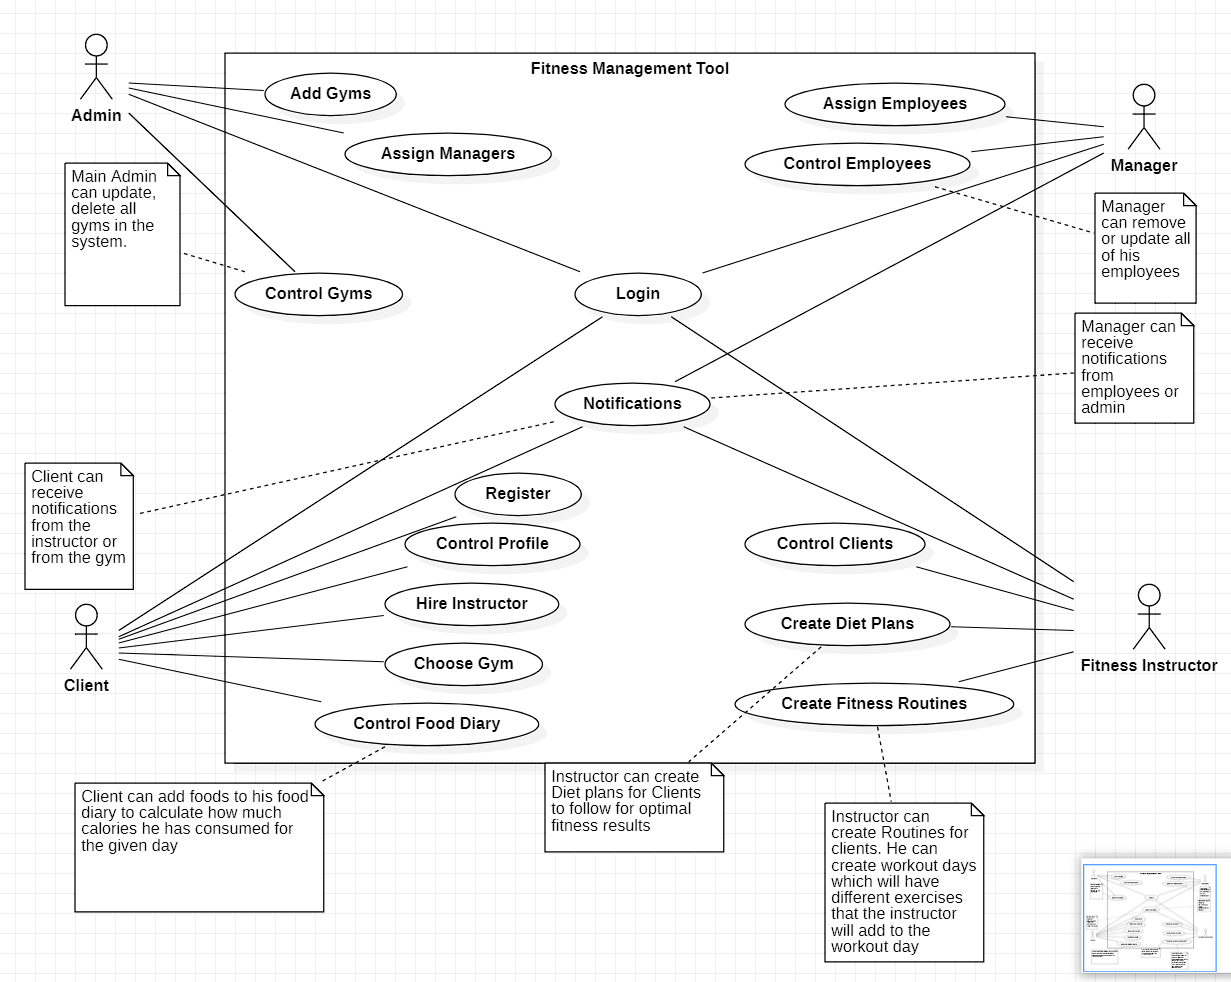 Fitness Management Tool
Admin
Add Gyms
Assign Managers
Assign Employees
Control Employees
Manager
Main Admin
can update,
delete all
gyms in the
system.
Manager
can remove
or update all
of his
employees
Control Gyms
Login
Manager can
receive
notifications
from
employees or
admin
Notifications
Client can
receive
notifications
from the
instructor or
from the gym
Register
Control Profile
Control Clients
Hire Instructor
Create Diet Plans
Choose Gym
Client
Fitness Instructor
Control Food Diary
Create Fitness Routines
Client can add foods to his food
diary to calculate how much
calories he has consumed for
the given day
Instructor can create
Diet plans for Clients
to follow for optimal
fitness results
Instructor can
create Routines for
clients. He can
create workout days
which will have
different exercises
that the instructor
will add to the
workout day